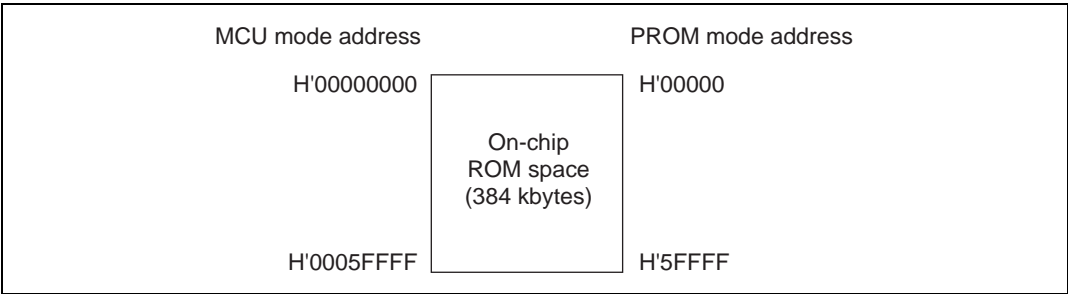 MCU mode address PROM mode address
H'00000000 H'00000
On-chip
ROM space
(384 kbytes)
H'0005FFFF H'5FFFF